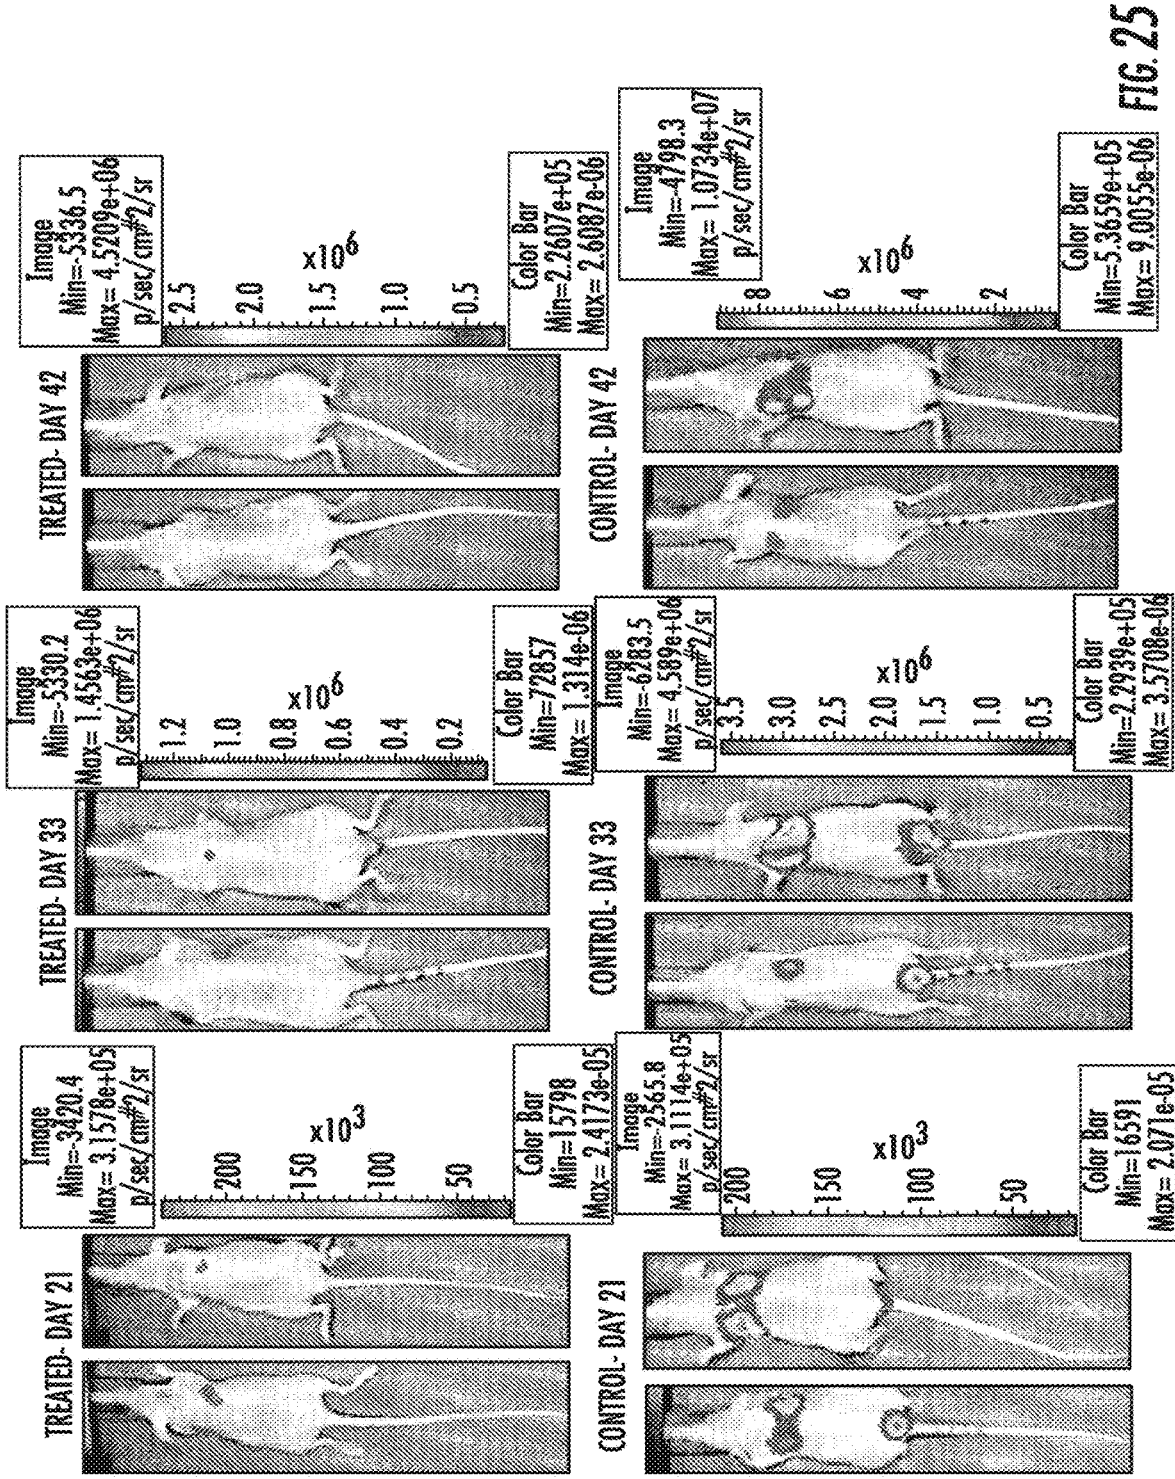 TREATED- DAY 21
Image
Min=-3420.4
Max= 3.1578e+05
p/sec/cm#2/sr
200
150
100
50
x10^3
Color Bar
Min=15798
Max= 2.4173e-05
TREATED- DAY 33
Image
Min=-5330.2
Max= 1.4563e+06
p/sec/cm#2/sr
1.2
1.0
0.8
0.6
0.4
0.2
x10^6
Color Bar
Min=72857
Max= 1.314e-06
TREATED- DAY 42
Image
Min=-5336.5
Max= 4.5209e+06
p/sec/cm#2/sr
2.5
2.0
1.5
1.0
0.5
x10^6
Color Bar
Min=2.2607e+05
Max= 2.6087e-06
CONTROL- DAY 21
Image
Min=-2565.8
Max= 3.1114e+05
p/sec/cm#2/sr
200
150
100
50
x10^3
Color Bar
Min=16591
Max= 2.071e-05
CONTROL- DAY 33
Image
Min=-6283.5
Max= 4.589e+06
p/sec/cm#2/sr
3.5
3.0
2.5
2.0
1.5
1.0
0.5
x10^6
Color Bar
Min=2.2939e+05
Max= 3.5708e-06
CONTROL- DAY 42
Image
Min=-4798.3
Max= 1.0734e+07
p/sec/cm#2/sr
8
6
4
2
x10^6
Color Bar
Min=5.3659e+05
Max= 9.0055e-06
FIG. 25